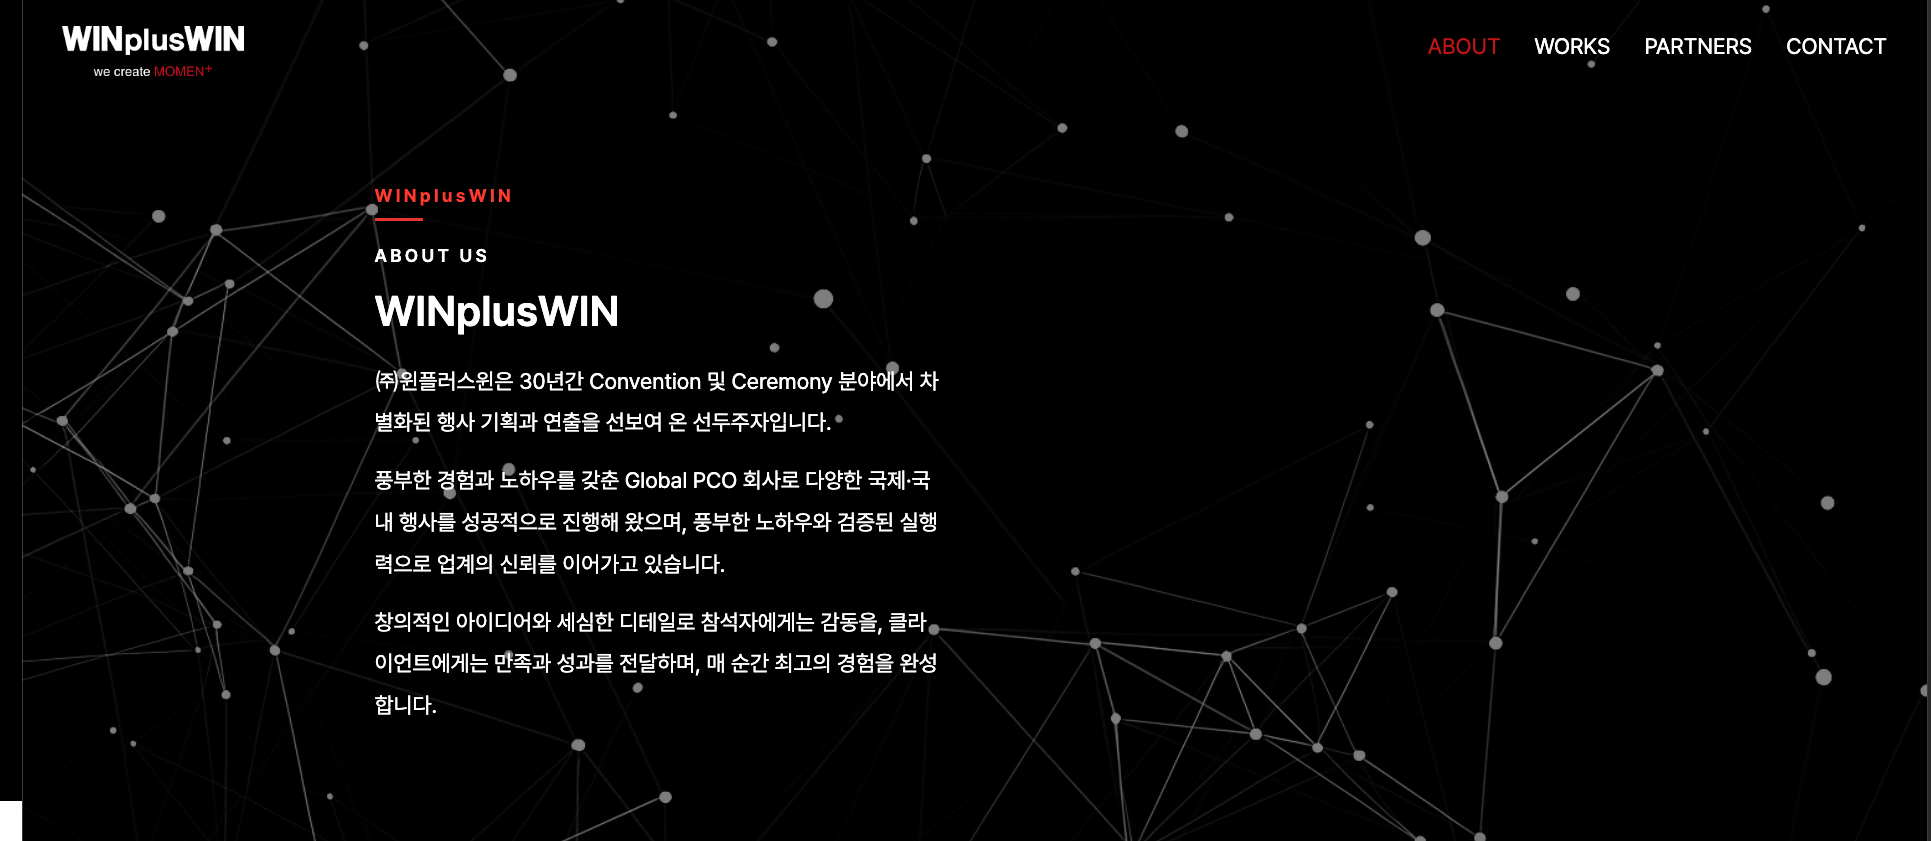 WINplusWIN
we create MOMEN+
ABOUT WORKS PARTNERS CONTACT
WINplusWIN
ABOUT US
WINplusWIN
㈜윈플러스윈은 30년간 Convention 및 Ceremony 분야에서 차
별화된 행사 기획과 연출을 선보여 온 선두주자입니다.
풍부한 경험과 노하우를 갖춘 Global PCO 회사로 다양한 국제·국
내 행사를 성공적으로 진행해 왔으며, 풍부한 노하우와 검증된 실행
력으로 업계의 신뢰를 이어가고 있습니다.
창의적인 아이디어와 세심한 디테일로 참석자에게는 감동을, 클라
이언트에게는 만족과 성과를 전달하며, 매 순간 최고의 경험을 완성
합니다.